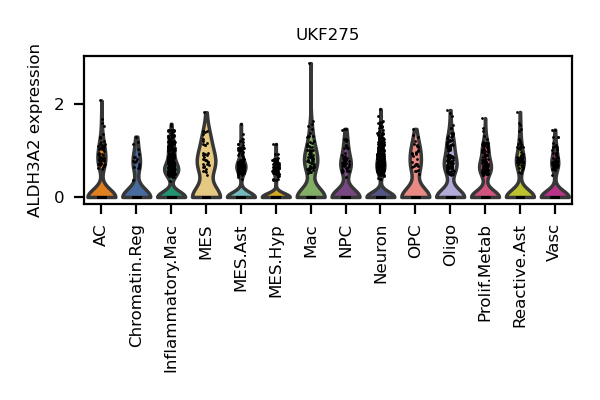 UKF275
ALDH3A2 expression
2
0
AC
Chromatin.Reg
Inflammatory.Mac
MES
MES.Ast
MES.Hyp
Mac
NPC
Neuron
OPC
Oligo
Prolif.Metab
Reactive.Ast
Vasc